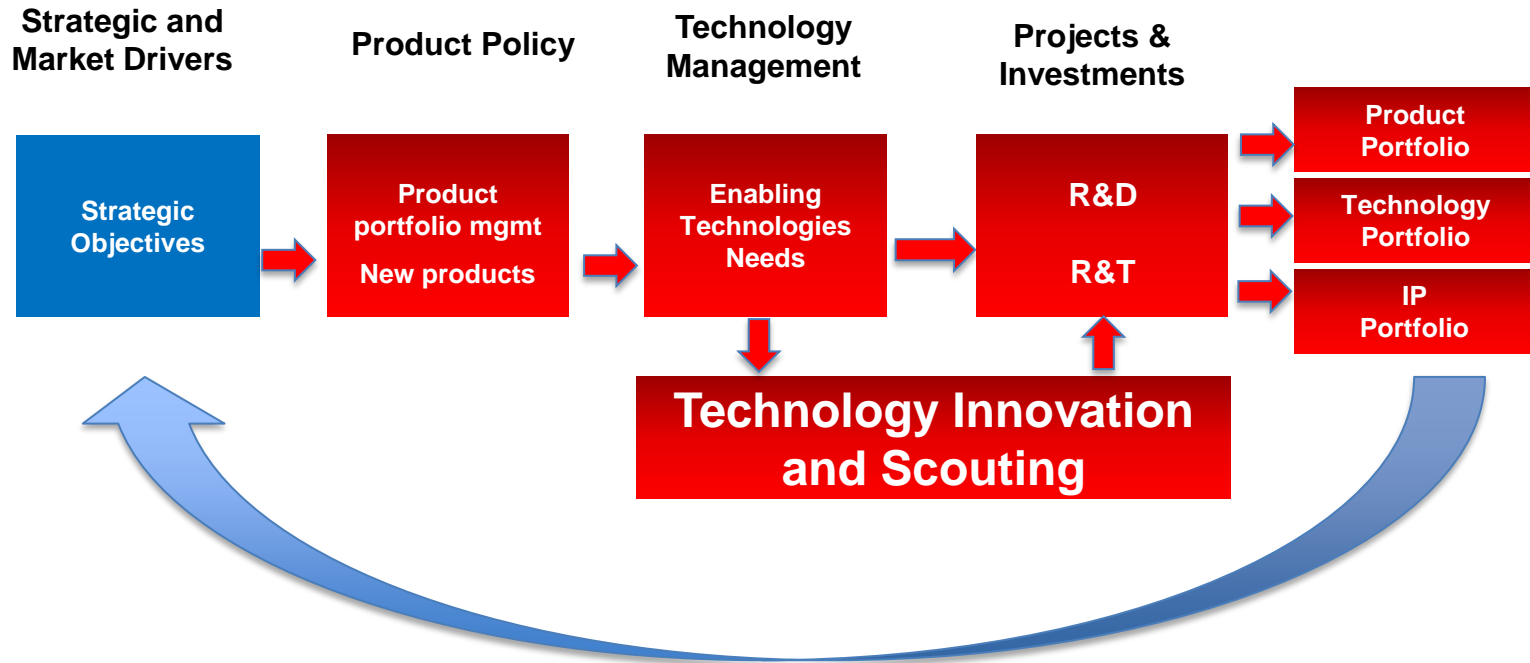 Strategic and
Market Drivers
Product Policy
Technology
Management
Projects &
Investments
Strategic
Objectives
Product
portfolio mgmt
New products
Enabling
Technologies
Needs
R&D
R&T
Product
Portfolio
Technology
Portfolio
IP
Portfolio
Technology Innovation
and Scouting